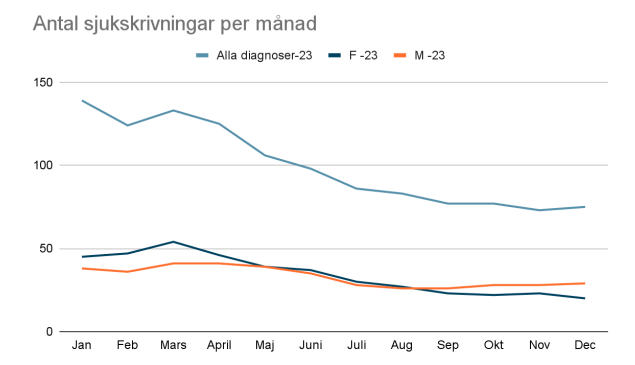 Antal sjukskrivningar per månad
Alla diagnoser-23 F -23 M -23
150
100
50
0
Jan Feb Mars April Maj Juni Juli Aug Sep Okt Nov Dec